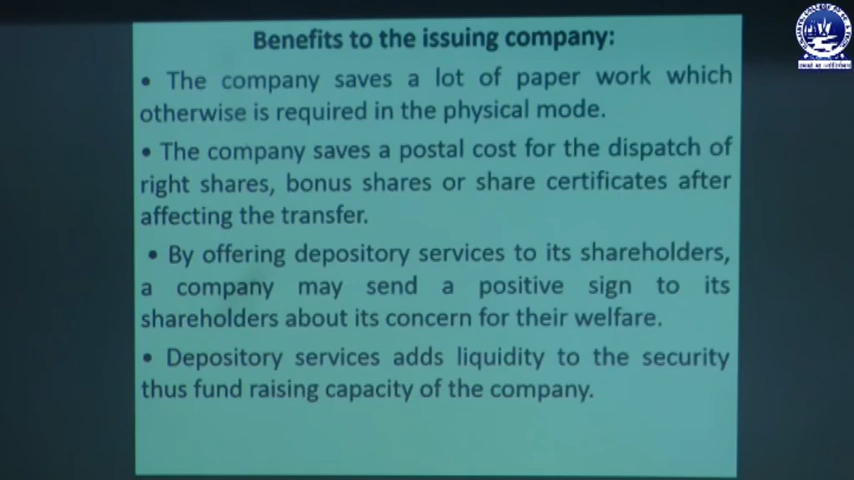 Benefits to the issuing company:
• The company saves a lot of paper work which
otherwise is required in the physical mode.
• The company saves a postal cost for the dispatch of
right shares, bonus shares or share certificates after
affecting the transfer.
• By offering depository services to its shareholders,
a company may send a positive sign to its
shareholders about its concern for their welfare.
• Depository services adds liquidity to the security
thus fund raising capacity of the company.